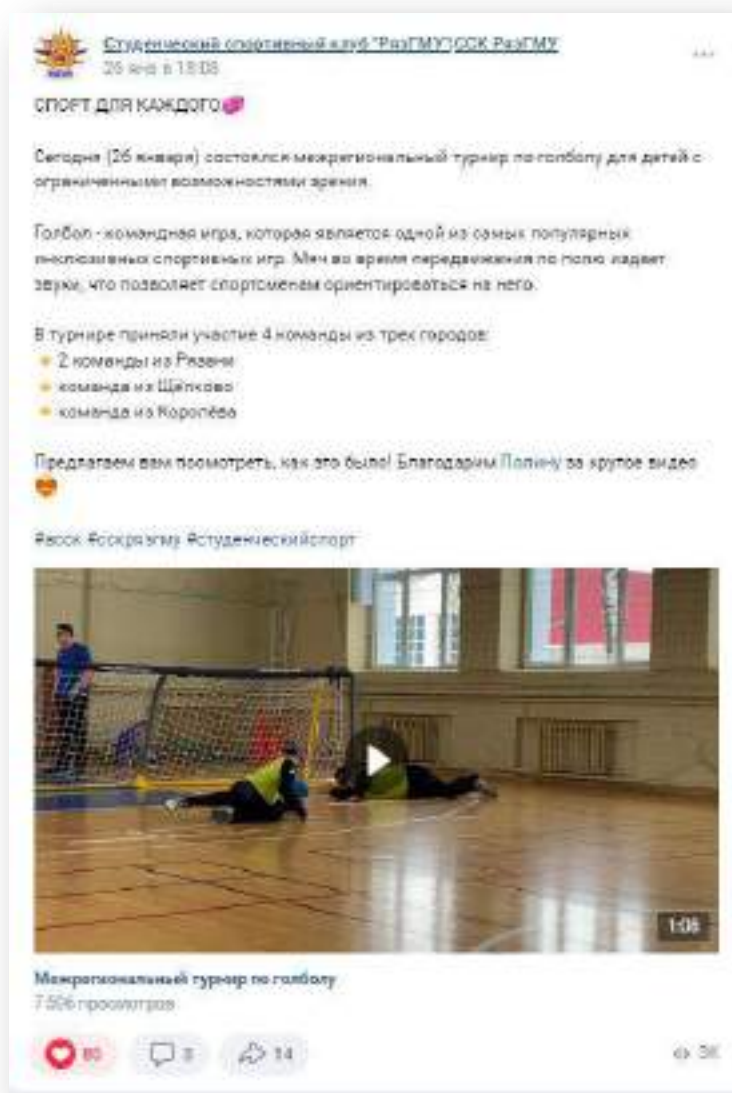 Студенческий спортивный клуб "РязГМУ"|ССК РязГМУ
26 янв в 18:08
СПОРТ ДЛЯ КАЖДОГО
Сегодня (26 января) состоялся межрегиональный турнир по голболу для детей с
ограниченными возможностями зрения.
Голбол - командная игра, которая является одной из самых популярных
инклюзивных спортивных игр. Мяч во время передвижения по полю издает
звуки, что позволяет спортсменам ориентироваться на него.
В турнире приняли участие 4 команды из трех городов:
2 команды из Рязани
команда из Щёлково
команда из Королёва
Предлагаем вам посмотреть, как это было! Благодарим Полину за крутое видео
#асск #сскрязгму #студенческийспорт
1:08
Межрегиональный турнир по голболу
7 506 просмотров
80 3 14 3K